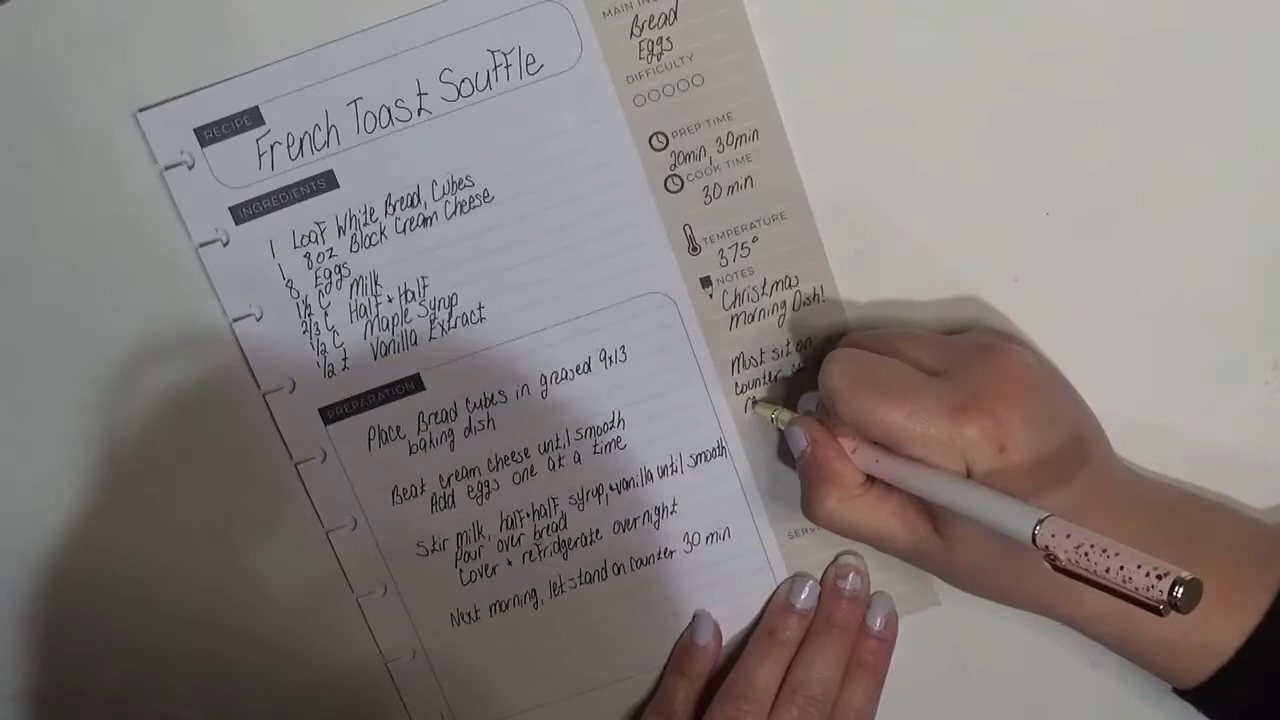 RECIPE
French Toast Souffle
INGREDIENTS
1 Loaf White Bread, Cubes
1 8oz Block Cream Cheese
8 Eggs
1½ C Milk
2/3 C Half + Half
½ C Maple Syrup
½ t Vanilla Extract
PREPARATION
Place Bread Cubes in greased 9x13
baking dish
Beat cream cheese until smooth
Add eggs one at a time
Stir milk, half+half, syrup, + vanilla until smooth
Pour over bread
Cover + refridgerate overnight
Next morning, let stand on counter 30 min
MAIN
Bread
Eggs
DIFFICULTY
PREP TIME
20min, 30min
COOK TIME
30 min
TEMPERATURE
375°
NOTES
Christmas
morning Dish!
Must sit on
counter